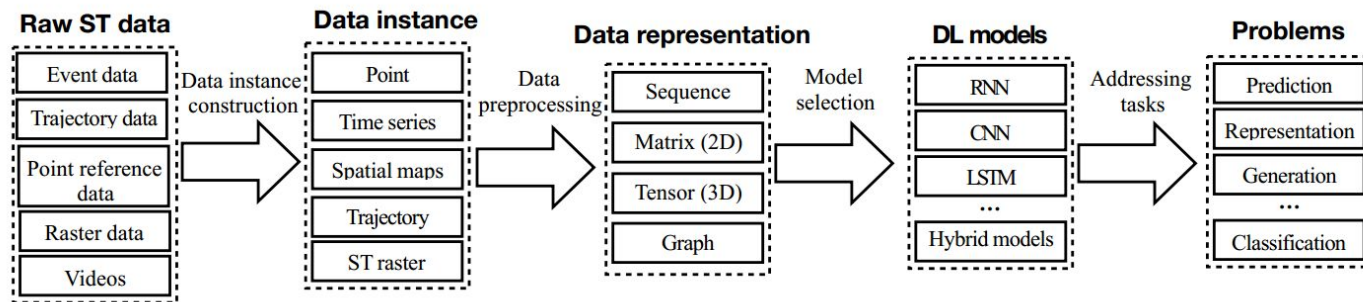 Raw ST data
Event data
Trajectory data
Point reference
data
Raster data
Videos
Data instance
construction
Data instance
Point
Time series
Spatial maps
Trajectory
ST raster
Data
preprocessing
Data representation
Sequence
Matrix (2D)
Tensor (3D)
Graph
Model
selection
DL models
RNN
CNN
LSTM
...
Hybrid models
Addressing
tasks
Problems
Prediction
Representation
Generation
...
Classification